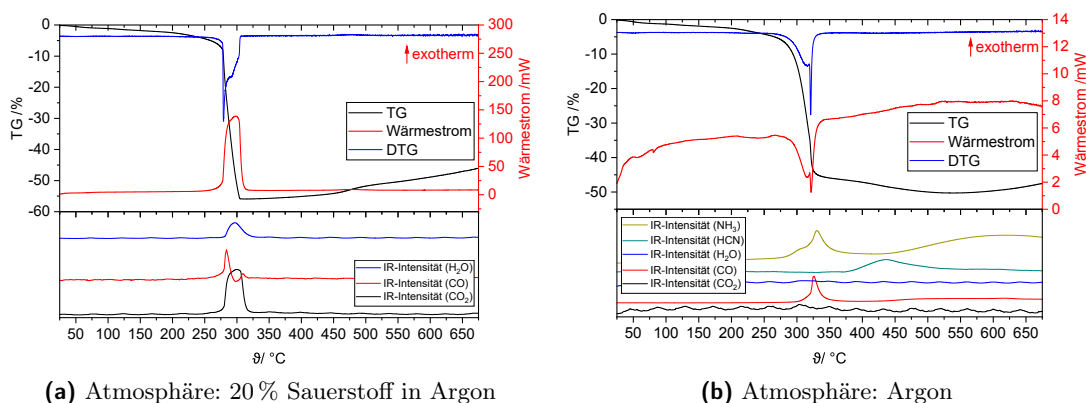 0
-10
-20
-30
-40
-50
-60
TG /%
300
250
200
150
100
50
0
Wärmestrom /mW
exotherm
TG
Wärmestrom
DTG
IR-Intensität (H₂O)
IR-Intensität (CO)
IR-Intensität (CO₂)
50 100 150 200 250 300 350 400 450 500 550 600 650
ϑ/ °C
(a) Atmosphäre: 20 % Sauerstoff in Argon
0
-10
-20
-30
-40
-50
TG /%
14
12
10
8
6
4
2
0
Wärmestrom /mW
exotherm
TG
Wärmestrom
DTG
IR-Intensität (NH₃)
IR-Intensität (HCN)
IR-Intensität (H₂O)
IR-Intensität (CO)
IR-Intensität (CO₂)
50 100 150 200 250 300 350 400 450 500 550 600 650
ϑ/ °C
(b) Atmosphäre: Argon